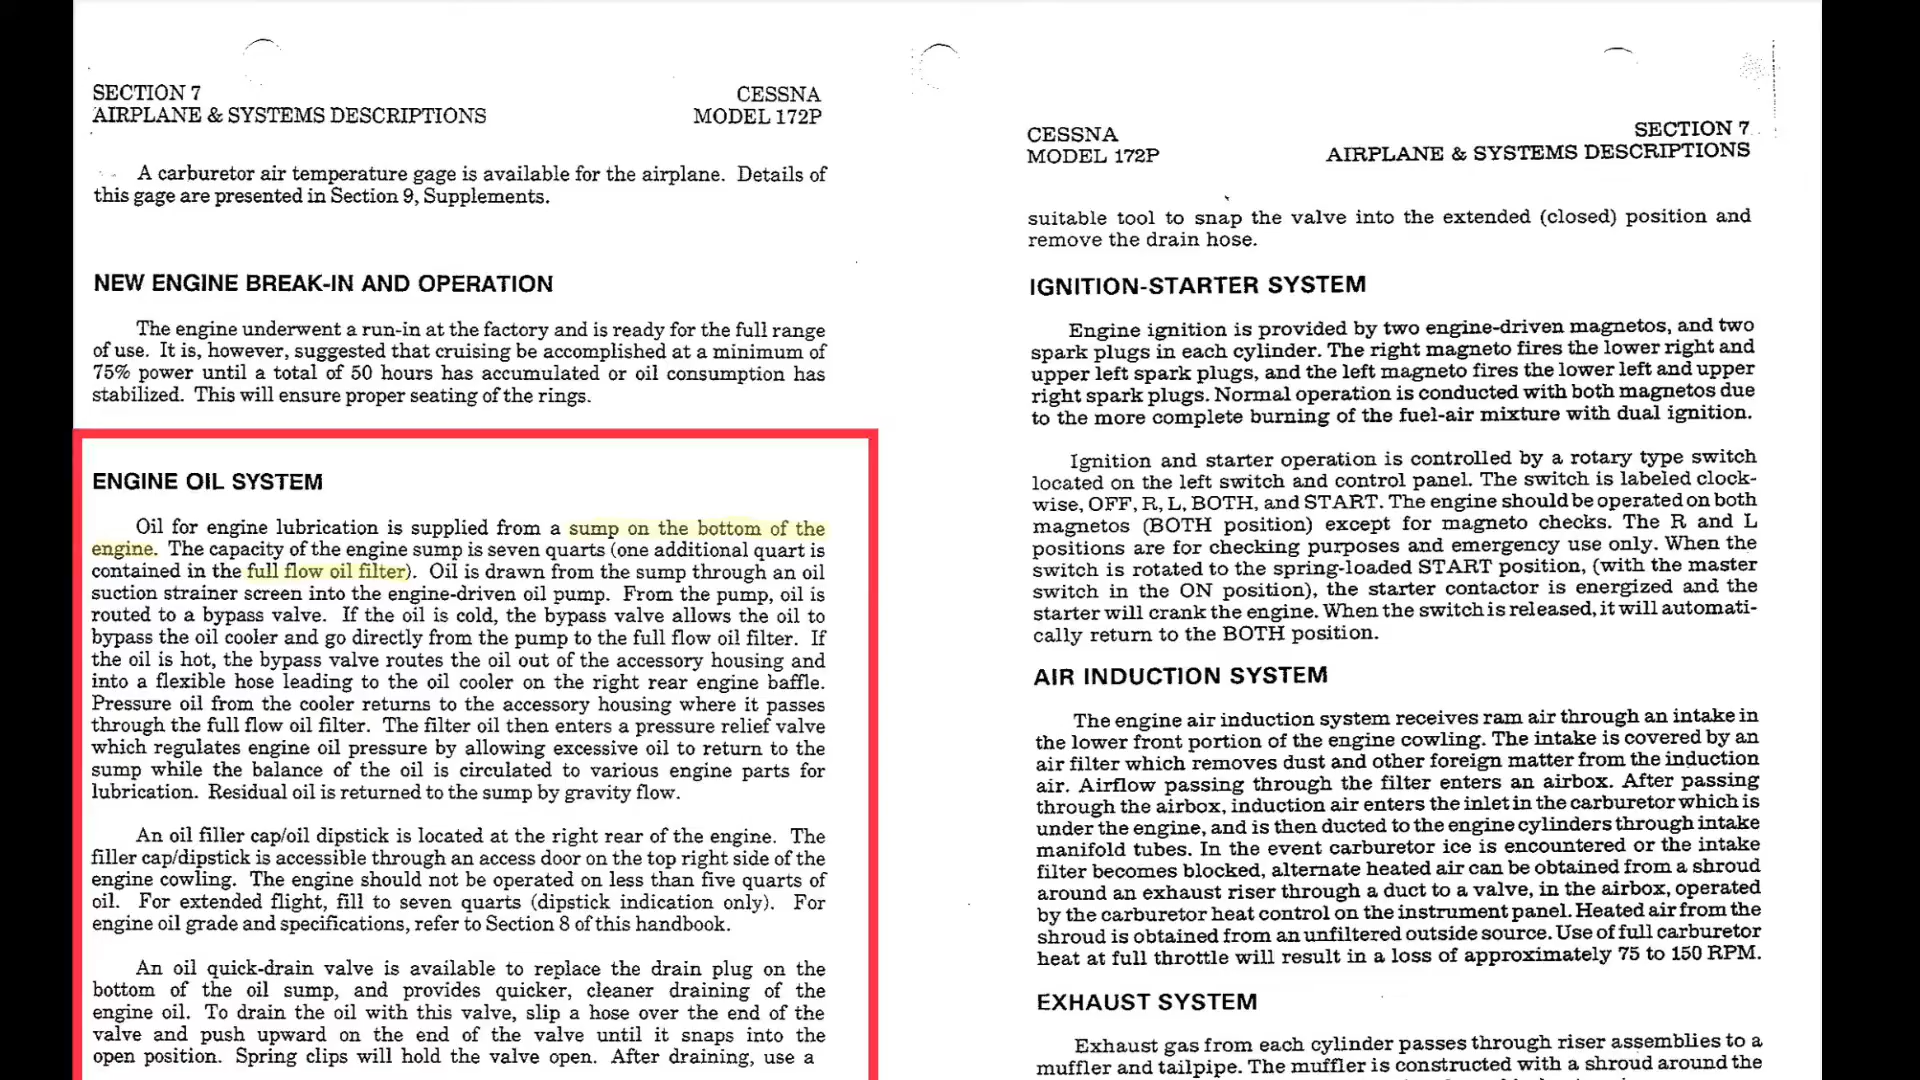 SECTION 7
AIRPLANE & SYSTEMS DESCRIPTIONS
CESSNA
MODEL 172P
A carburetor air temperature gage is available for the airplane. Details of
this gage are presented in Section 9, Supplements.
NEW ENGINE BREAK-IN AND OPERATION
The engine underwent a run-in at the factory and is ready for the full range
of use. It is, however, suggested that cruising be accomplished at a minimum of
75% power until a total of 50 hours has accumulated or oil consumption has
stabilized. This will ensure proper seating of the rings.
ENGINE OIL SYSTEM
Oil for engine lubrication is supplied from a sump on the bottom of the
engine. The capacity of the engine sump is seven quarts (one additional quart is
contained in the full flow oil filter). Oil is drawn from the sump through an oil
suction strainer screen into the engine-driven oil pump. From the pump, oil is
routed to a bypass valve. If the oil is cold, the bypass valve allows the oil to
bypass the oil cooler and go directly from the pump to the full flow oil filter. If
the oil is hot, the bypass valve routes the oil out of the accessory housing and
into a flexible hose leading to the oil cooler on the right rear engine baffle.
Pressure oil from the cooler returns to the accessory housing where it passes
through the full flow oil filter. The filter oil then enters a pressure relief valve
which regulates engine oil pressure by allowing excessive oil to return to the
sump while the balance of the oil is circulated to various engine parts for
lubrication. Residual oil is returned to the sump by gravity flow.
An oil filler cap/oil dipstick is located at the right rear of the engine. The
filler cap/dipstick is accessible through an access door on the top right side of the
engine cowling. The engine should not be operated on less than five quarts of
oil. For extended flight, fill to seven quarts (dipstick indication only). For
engine oil grade and specifications, refer to Section 8 of this handbook.
An oil quick-drain valve is available to replace the drain plug on the
bottom of the oil sump, and provides quicker, cleaner draining of the
engine oil. To drain the oil with this valve, slip a hose over the end of the
valve and push upward on the end of the valve until it snaps into the
open position. Spring clips will hold the valve open. After draining, use a
CESSNA
MODEL 172P
SECTION 7
AIRPLANE & SYSTEMS DESCRIPTIONS
suitable tool to snap the valve into the extended (closed) position and
remove the drain hose.
IGNITION-STARTER SYSTEM
Engine ignition is provided by two engine-driven magnetos, and two
spark plugs in each cylinder. The right magneto fires the lower right and
upper left spark plugs, and the left magneto fires the lower left and upper
right spark plugs. Normal operation is conducted with both magnetos due
to the more complete burning of the fuel-air mixture with dual ignition.
Ignition and starter operation is controlled by a rotary type switch
located on the left switch and control panel. The switch is labeled clock-
wise, OFF, R, L, BOTH, and START. The engine should be operated on both
magnetos (BOTH position) except for magneto checks. The R and L
positions are for checking purposes and emergency use only. When the
switch is rotated to the spring-loaded START position, (with the master
switch in the ON position), the starter contactor is energized and the
starter will crank the engine. When the switch is released, it will automati-
cally return to the BOTH position.
AIR INDUCTION SYSTEM
The engine air induction system receives ram air through an intake in
the lower front portion of the engine cowling. The intake is covered by an
air filter which removes dust and other foreign matter from the induction
air. Airflow passing through the filter enters an airbox. After passing
through the airbox, induction air enters the inlet in the carburetor which is
under the engine, and is then ducted to the engine cylinders through intake
manifold tubes. In the event carburetor ice is encountered or the intake
filter becomes blocked, alternate heated air can be obtained from a shroud
around an exhaust riser through a duct to a valve, in the airbox, operated
by the carburetor heat control on the instrument panel. Heated air from the
shroud is obtained from an unfiltered outside source. Use of full carburetor
heat at full throttle will result in a loss of approximately 75 to 150 RPM.
EXHAUST SYSTEM
Exhaust gas from each cylinder passes through riser assemblies to a
muffler and tailpipe. The muffler is constructed with a shroud around the